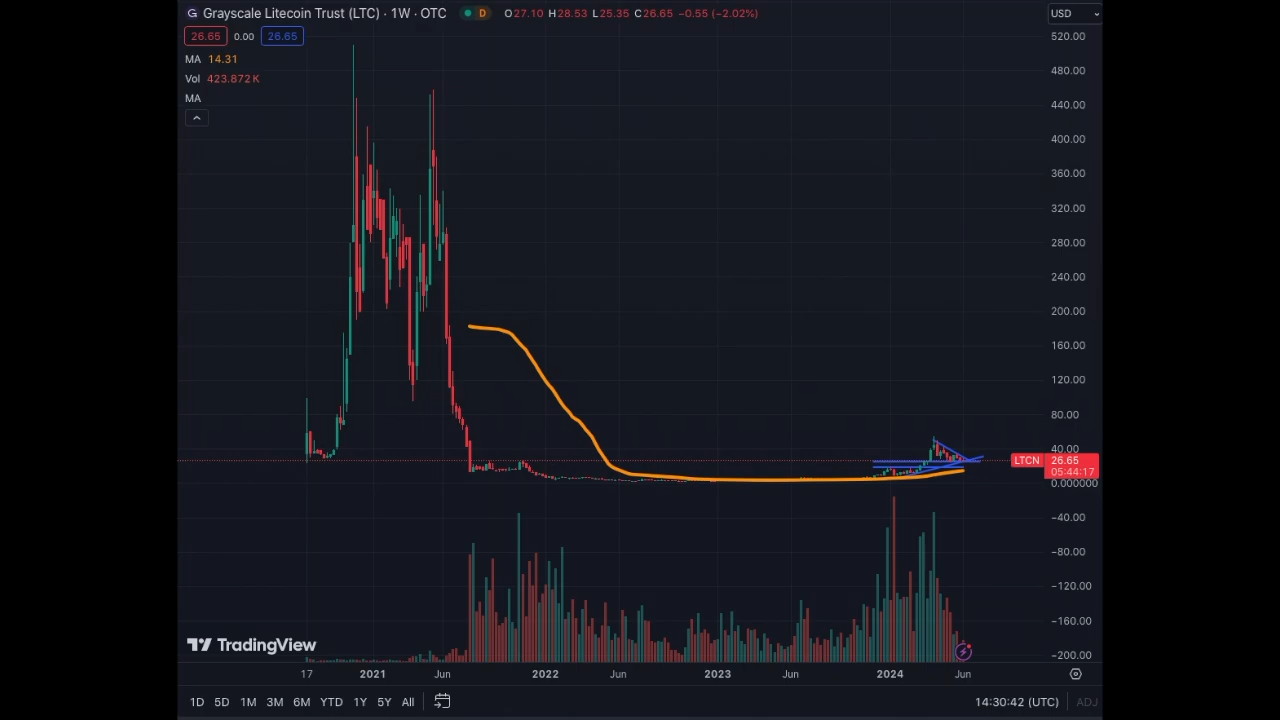 Grayscale Litecoin Trust (LTC) · 1W · OTC D O27.10 H28.53 L25.35 C26.65 −0.55 (−2.02%) USD
26.65 0.00 26.65
MA 14.31
Vol 423.872 K
MA
520.00
480.00
440.00
400.00
360.00
320.00
280.00
240.00
200.00
160.00
120.00
80.00
40.00
LTCN 26.65
05:44:17
0.000000
−40.00
−80.00
−120.00
−160.00
−200.00
TradingView
17 2021 Jun 2022 Jun 2023 Jun 2024 Jun
1D 5D 1M 3M 6M YTD 1Y 5Y All 14:30:42 (UTC) ADJ